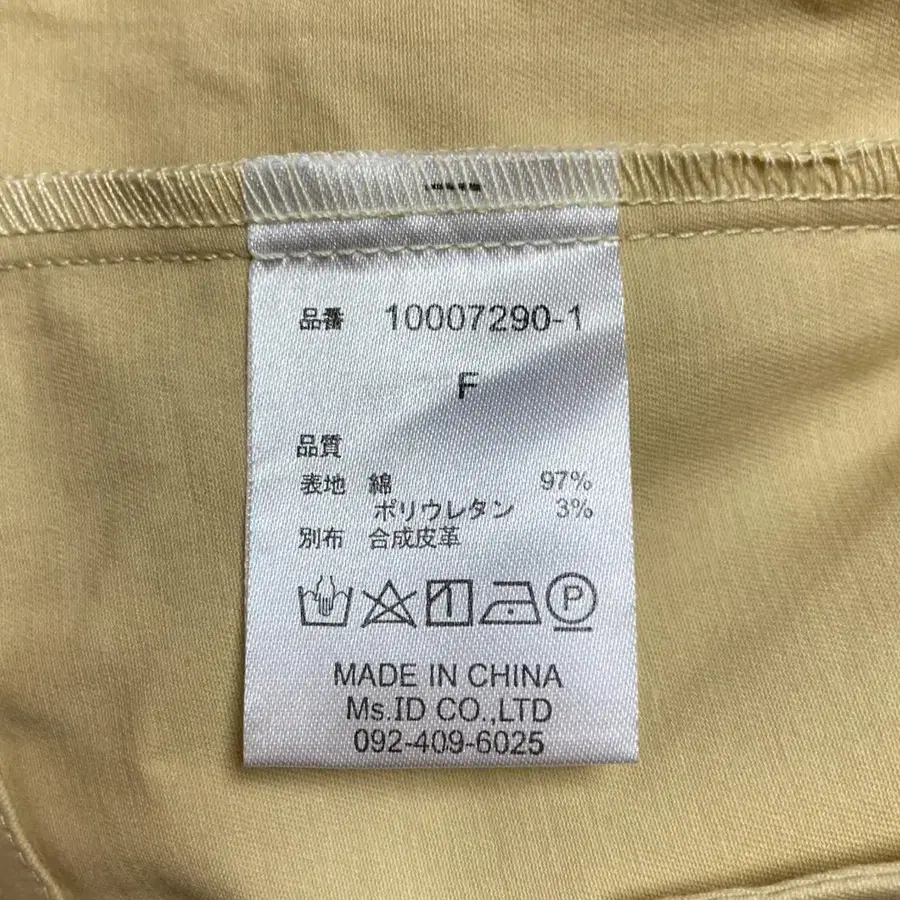 品番 10007290-1
F
品質
表地 綿 97%
ポリウレタン 3%
別布 合成皮革
MADE IN CHINA
Ms.ID CO.,LTD
092-409-6025